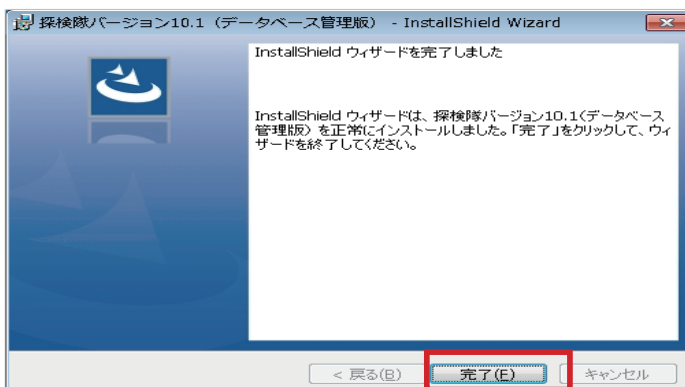 探検隊バージョン10.1（データベース管理版） - InstallShield Wizard
InstallShield ウィザードを完了しました
InstallShield ウィザードは、探検隊バージョン10.1（データベース
管理版）を正常にインストールしました。「完了」をクリックして、ウィ
ザードを終了してください。
< 戻る(B)
完了(F)
キャンセル